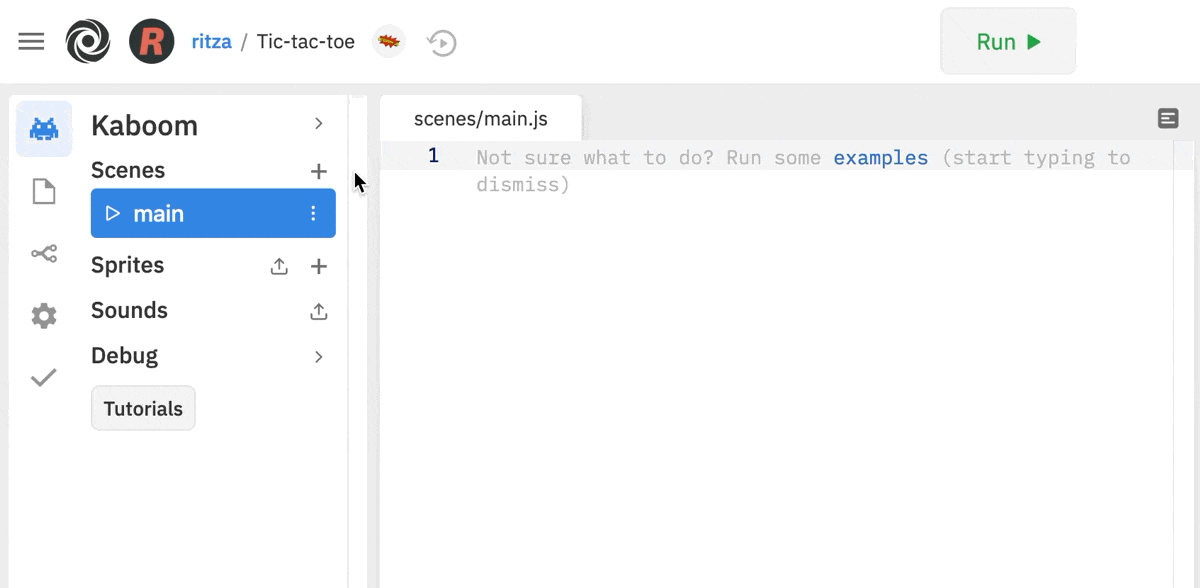 R ritza / Tic-tac-toe
Run
Kaboom
Scenes
main
Sprites
Sounds
Debug
Tutorials
scenes/main.js
1 Not sure what to do? Run some examples (start typing to
dismiss)